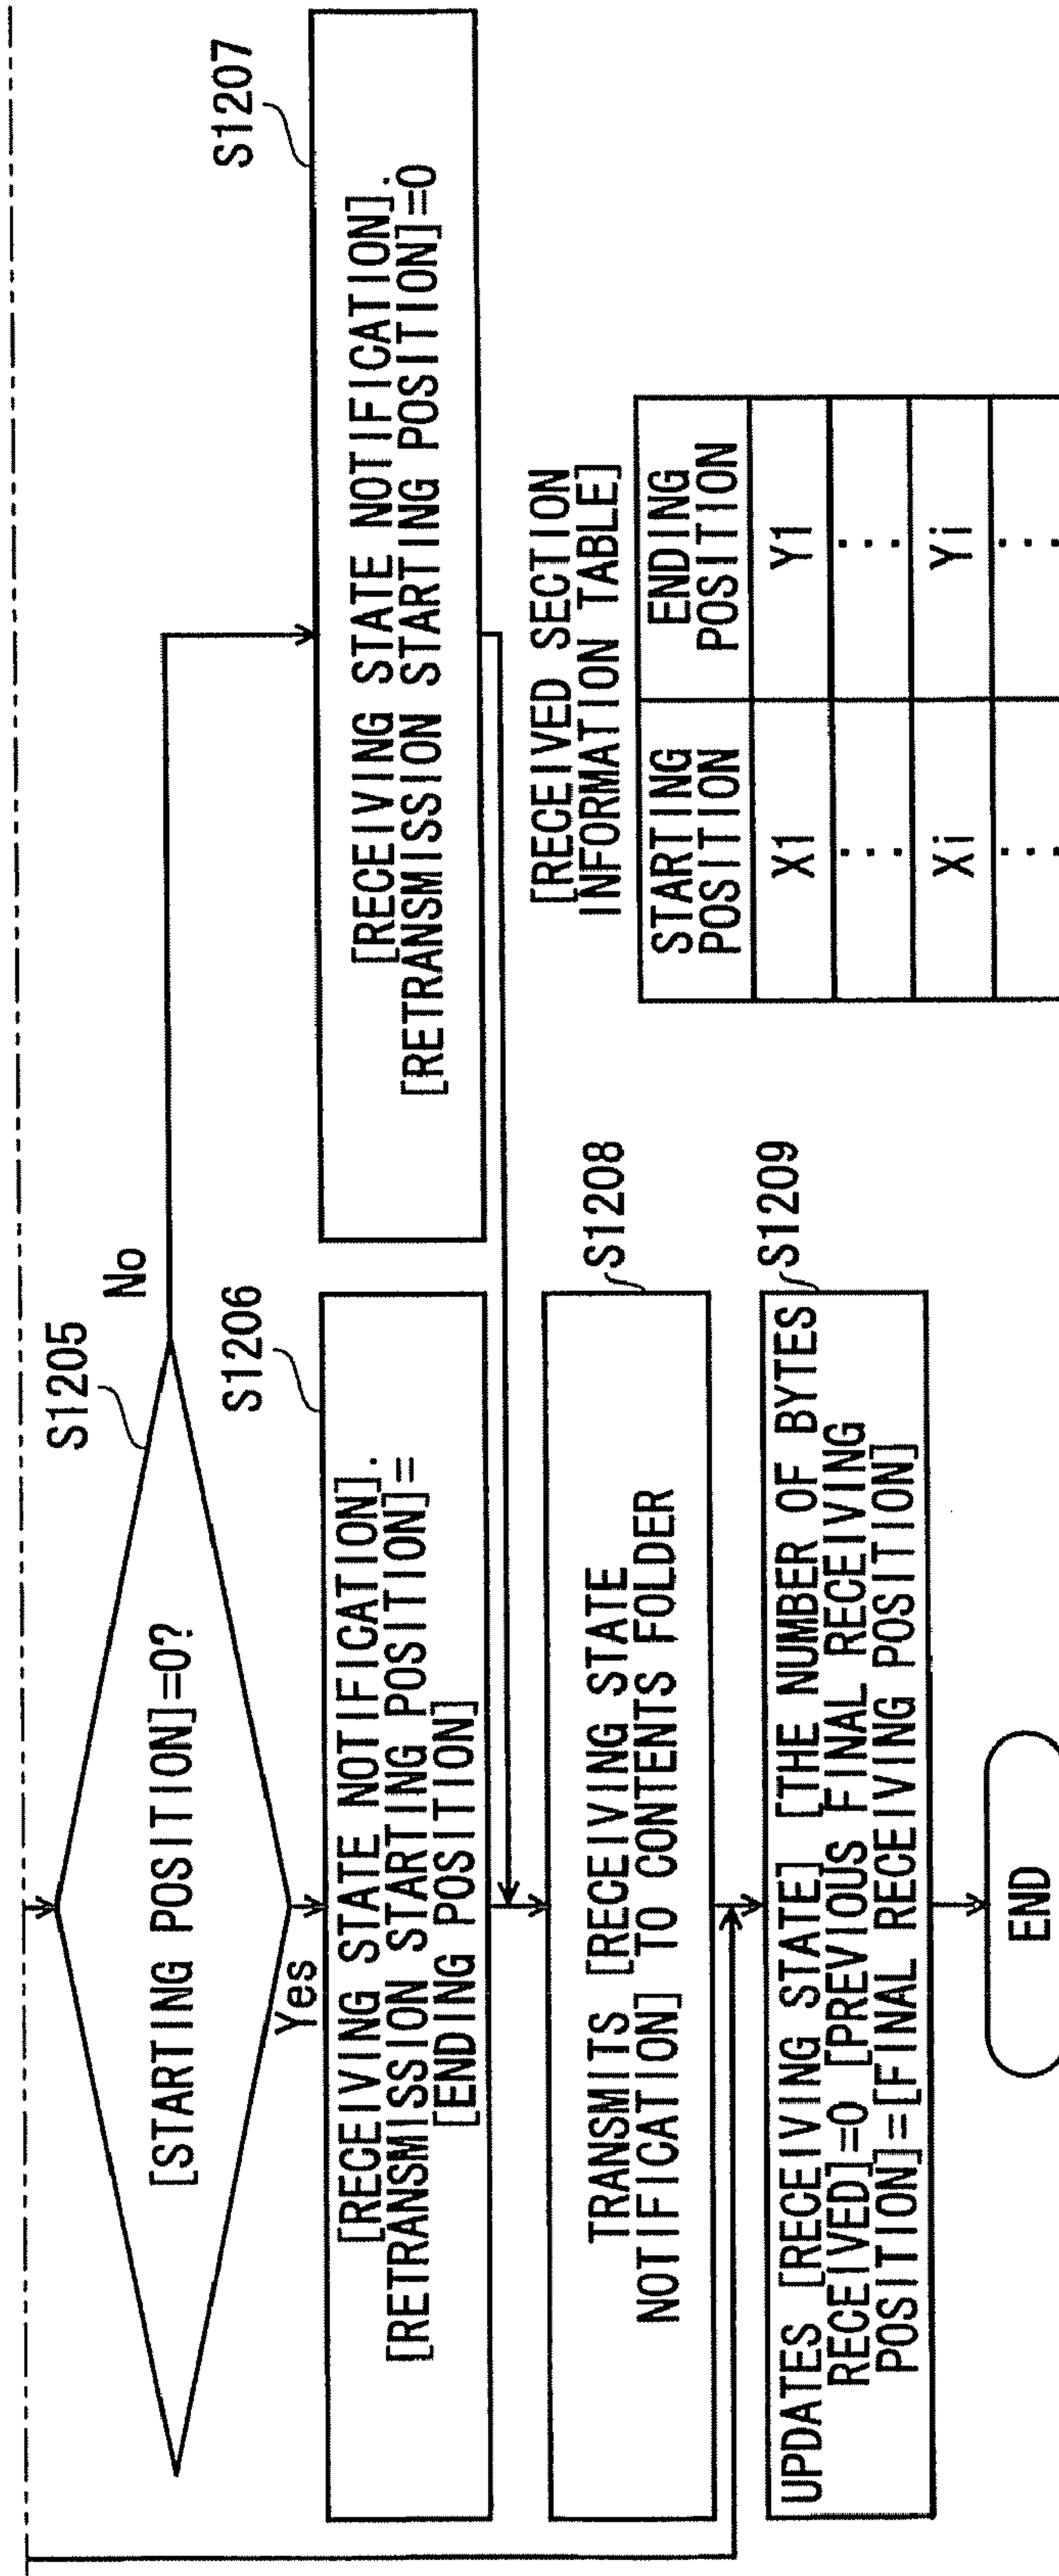 S1205
[STARTING POSITION]=0?
No
Yes
S1206
[RECEIVING STATE NOTIFICATION].
[RETRANSMISSION STARTING POSITION]=
[ENDING POSITION]
S1207
[RECEIVING STATE NOTIFICATION].
[RETRANSMISSION STARTING POSITION]=0
S1208
TRANSMITS [RECEIVING STATE
NOTIFICATION] TO CONTENTS FOLDER
S1209
UPDATES [RECEIVING STATE] [THE NUMBER OF BYTES
RECEIVED]=0 [PREVIOUS FINAL RECEIVING
POSITION]=[FINAL RECEIVING POSITION]
END
[RECEIVED SECTION
INFORMATION TABLE]
STARTING POSITION
ENDING POSITION
X1 Y1
... ...
Xi Yi
... ...